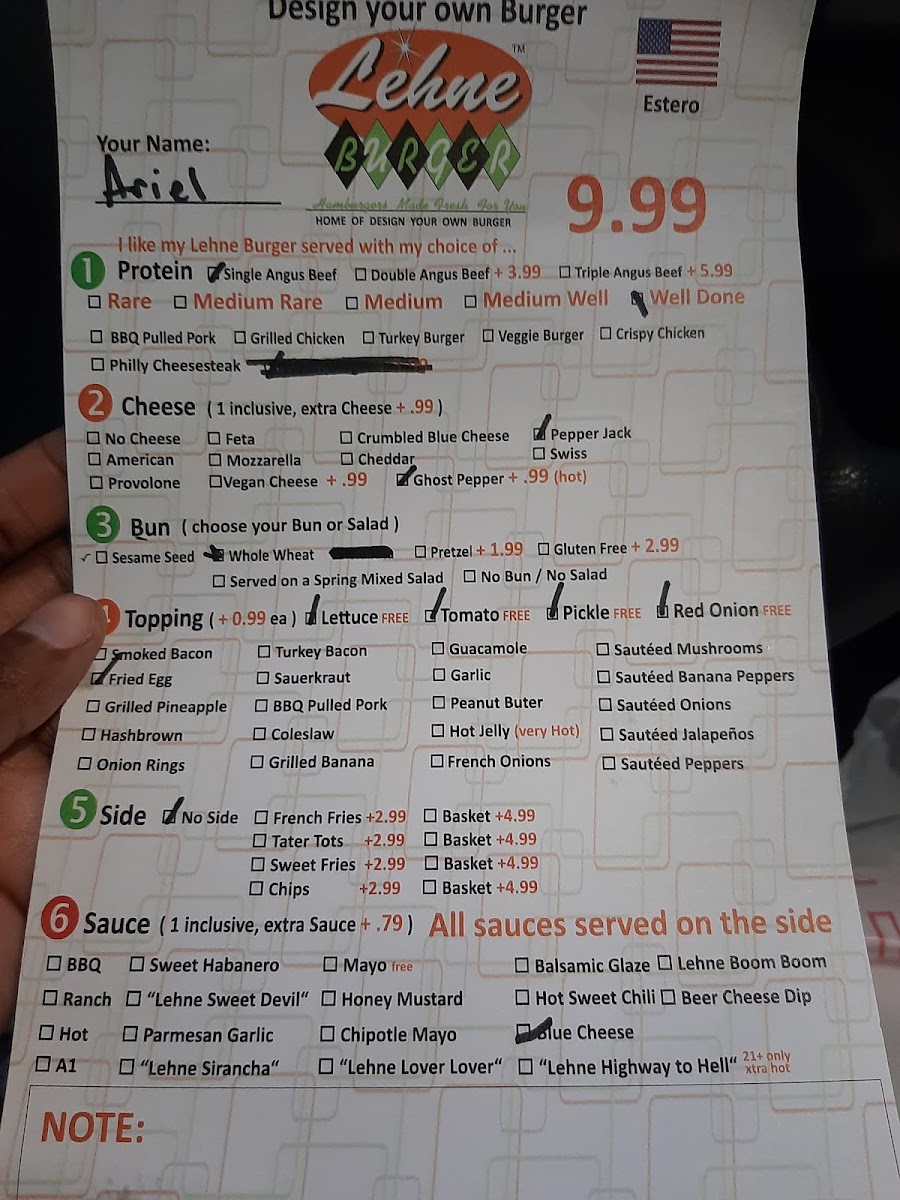 Design your own Burger
Lehne TM
BURGER
Hamburgers Made Fresh For You
HOME OF DESIGN YOUR OWN BURGER
Estero
Your Name:
Ariel
9.99
I like my Lehne Burger served with my choice of ...
1 Protein Single Angus Beef Double Angus Beef + 3.99 Triple Angus Beef + 5.99
Rare Medium Rare Medium Medium Well Well Done
BBQ Pulled Pork Grilled Chicken Turkey Burger Veggie Burger Crispy Chicken
Philly Cheesesteak
2 Cheese ( 1 inclusive, extra Cheese + .99 )
No Cheese Feta Crumbled Blue Cheese Pepper Jack
American Mozzarella Cheddar Swiss
Provolone Vegan Cheese + .99 Ghost Pepper + .99 (hot)
3 Bun ( choose your Bun or Salad )
Sesame Seed Whole Wheat Pretzel + 1.99 Gluten Free + 2.99
Served on a Spring Mixed Salad No Bun / No Salad
Topping ( + 0.99 ea ) Lettuce FREE Tomato FREE Pickle FREE Red Onion FREE
Smoked Bacon Turkey Bacon Guacamole Sautéed Mushrooms
Fried Egg Sauerkraut Garlic Sautéed Banana Peppers
Grilled Pineapple BBQ Pulled Pork Peanut Buter Sautéed Onions
Hashbrown Coleslaw Hot Jelly (very Hot) Sautéed Jalapeños
Onion Rings Grilled Banana French Onions Sautéed Peppers
5 Side No Side French Fries +2.99 Basket +4.99
Tater Tots +2.99 Basket +4.99
Sweet Fries +2.99 Basket +4.99
Chips +2.99 Basket +4.99
6 Sauce ( 1 inclusive, extra Sauce + .79 ) All sauces served on the side
BBQ Sweet Habanero Mayo free Balsamic Glaze Lehne Boom Boom
Ranch “Lehne Sweet Devil“ Honey Mustard Hot Sweet Chili Beer Cheese Dip
Hot Parmesan Garlic Chipotle Mayo Blue Cheese
A1 “Lehne Sirancha“ “Lehne Lover Lover“ “Lehne Highway to Hell“ 21+ only xtra hot
NOTE: